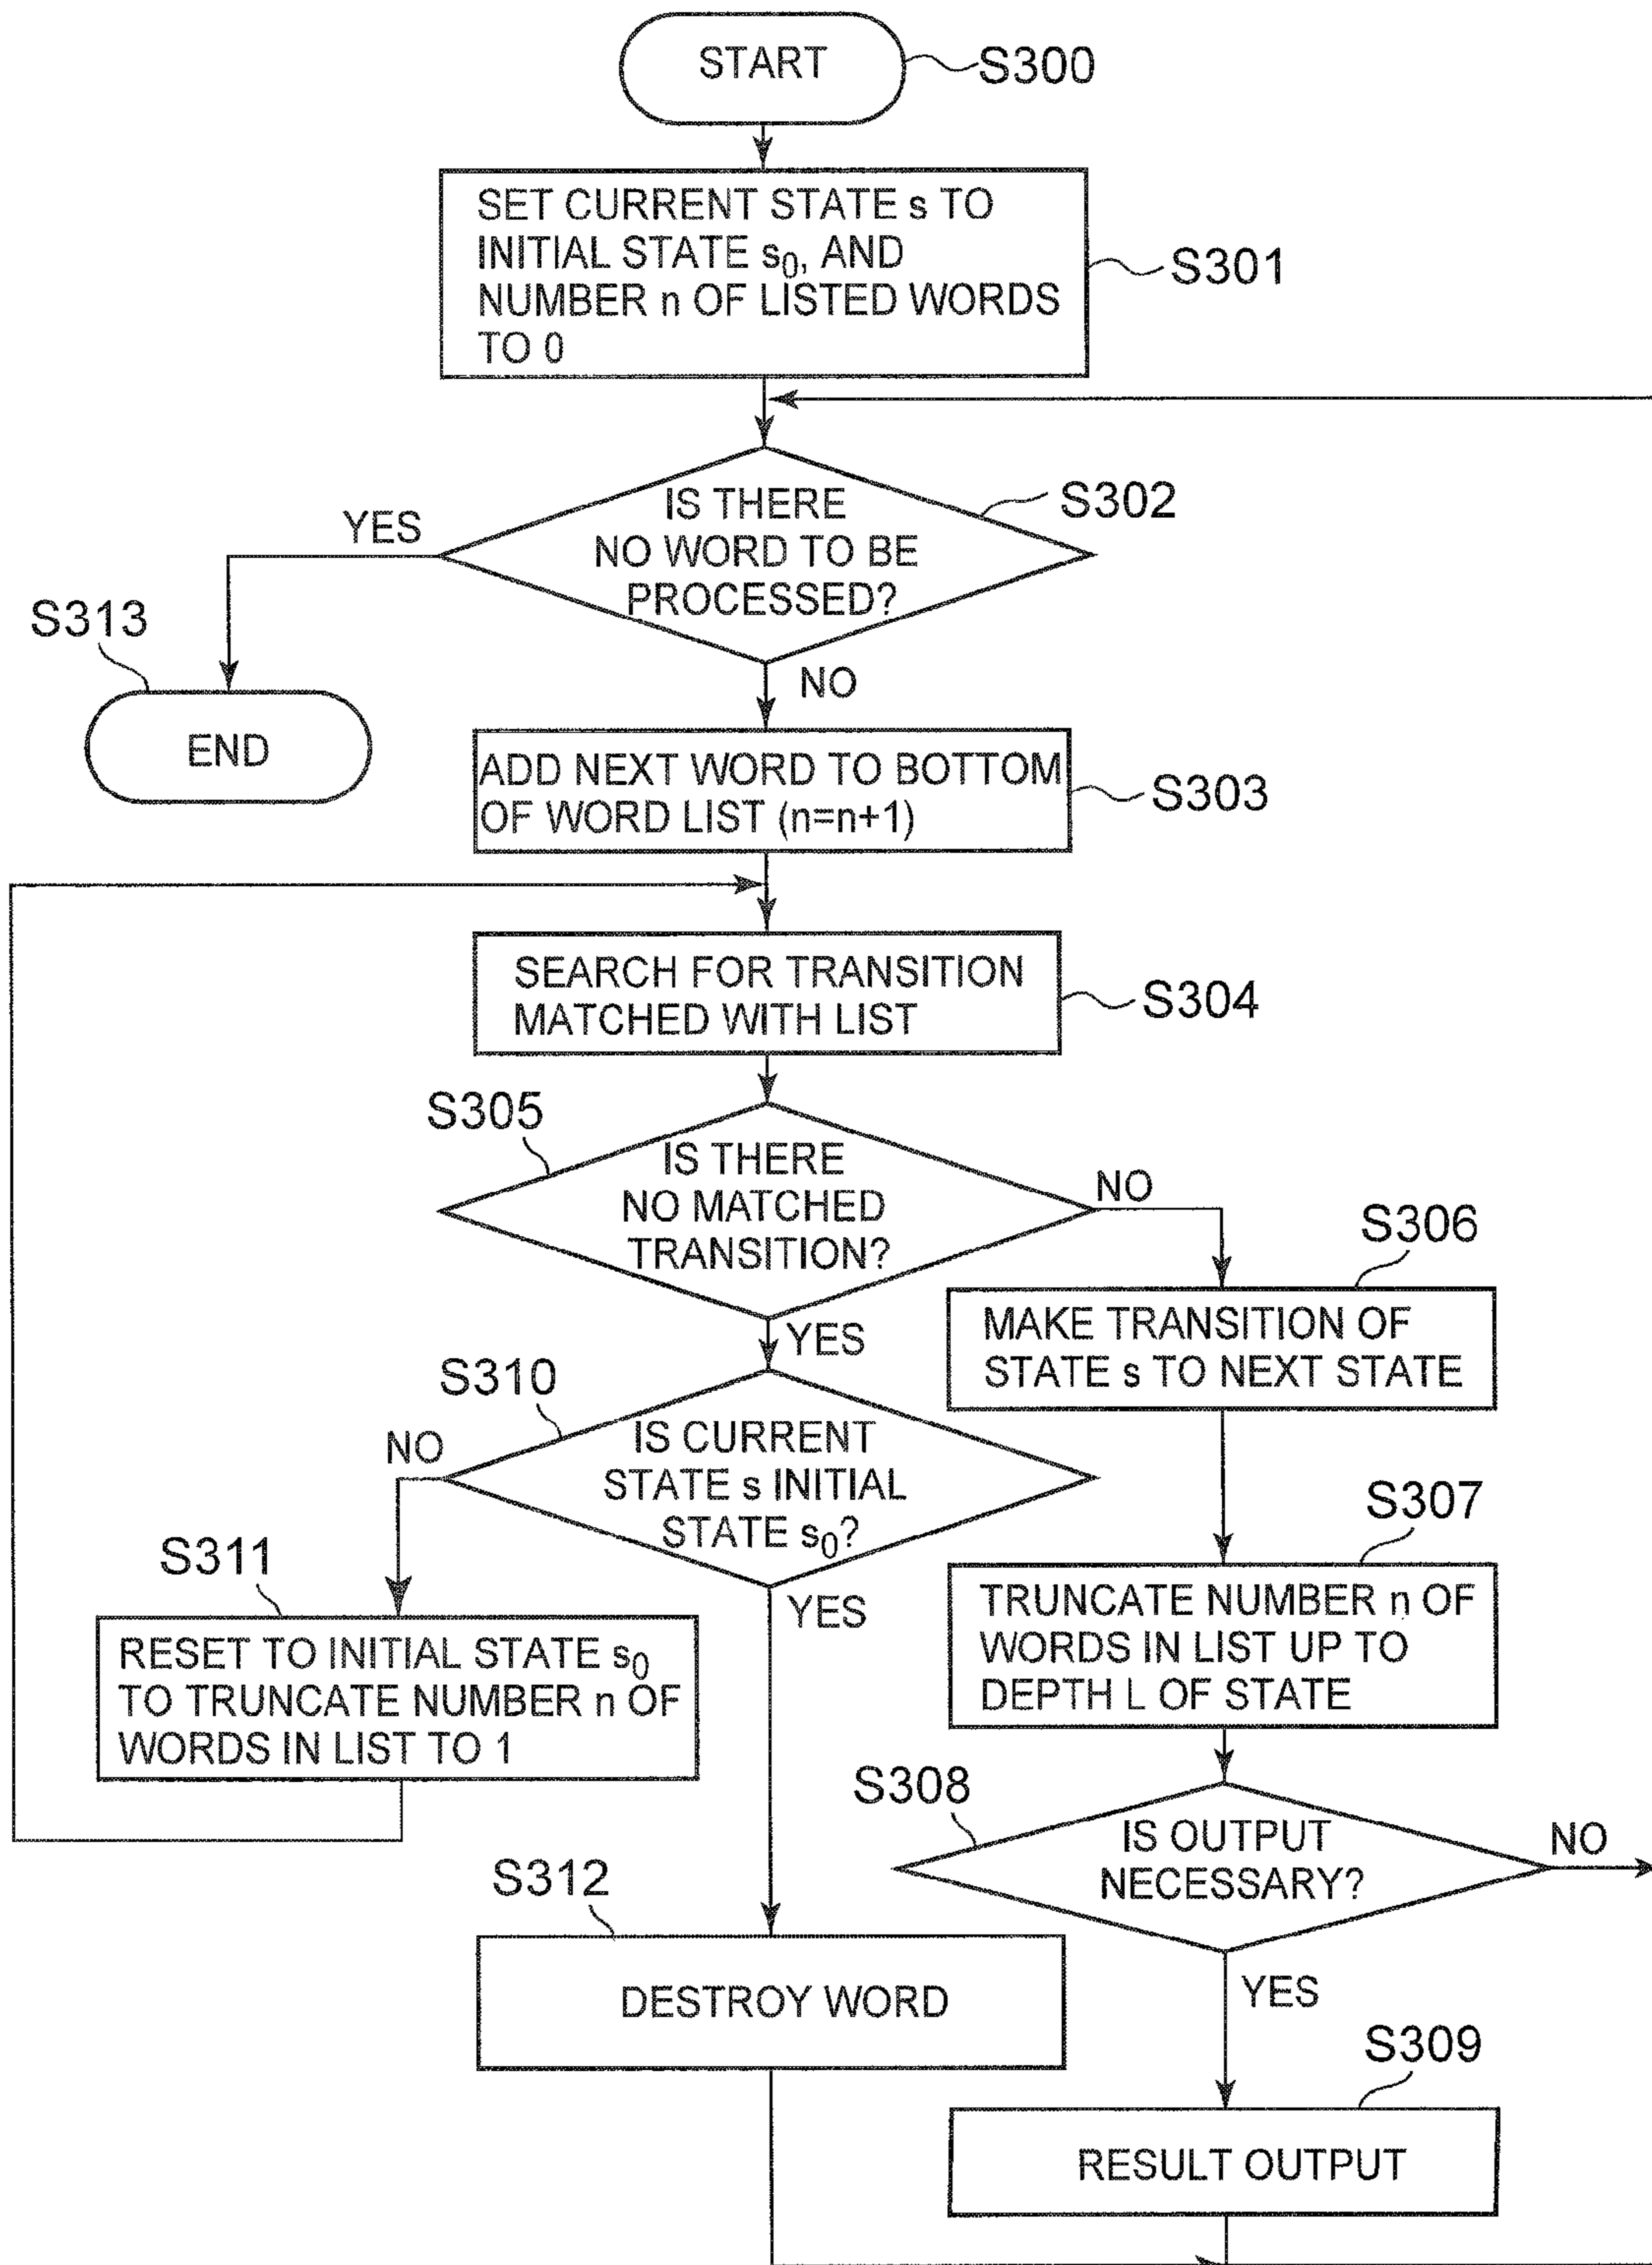 START
S300
SET CURRENT STATE s TO
INITIAL STATE s0, AND
NUMBER n OF LISTED WORDS
TO 0
S301
IS THERE
NO WORD TO BE
PROCESSED?
S302
YES
S313
END
NO
ADD NEXT WORD TO BOTTOM
OF WORD LIST (n=n+1)
S303
SEARCH FOR TRANSITION
MATCHED WITH LIST
S304
S305
IS THERE
NO MATCHED
TRANSITION?
NO
S306
MAKE TRANSITION OF
STATE s TO NEXT STATE
YES
S310
IS CURRENT
STATE s INITIAL
STATE s0?
NO
S307
TRUNCATE NUMBER n OF
WORDS IN LIST UP TO
DEPTH L OF STATE
S311
RESET TO INITIAL STATE s0
TO TRUNCATE NUMBER n OF
WORDS IN LIST TO 1
YES
S308
IS OUTPUT
NECESSARY?
NO
S312
DESTROY WORD
YES
S309
RESULT OUTPUT